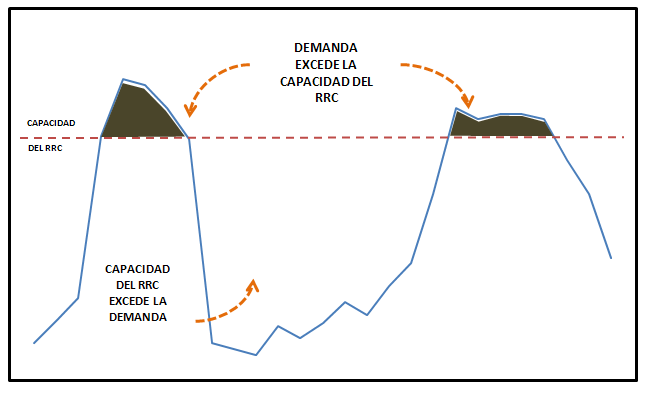 DEMANDA
EXCEDE LA
CAPACIDAD DEL
RRC
CAPACIDAD
DEL RRC
CAPACIDAD
DEL RRC
EXCEDE LA
DEMANDA